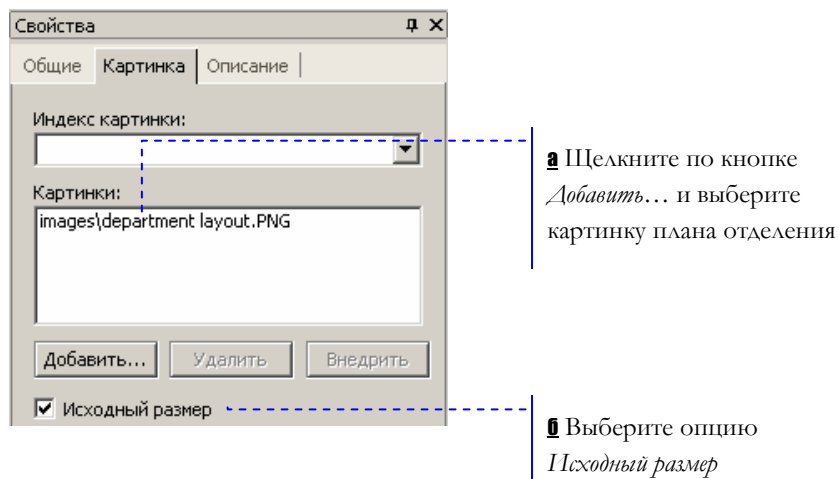 Свойства
Общие Картинка Описание
Индекс картинки:
Картинки:
images\department layout.PNG
Добавить... Удалить Внедрить
Исходный размер
а Щелкните по кнопке
Добавить… и выберите
картинку плана отделения
б Выберите опцию
Исходный размер